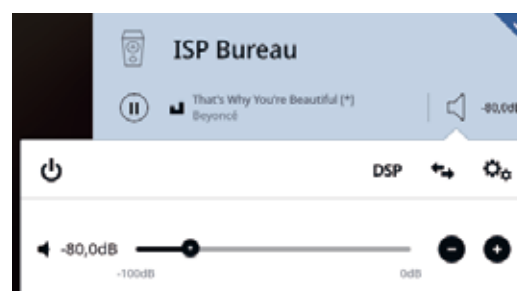 ISP Bureau
That's Why You're Beautiful (*)
Beyoncé
-80,0dB
DSP
-80,0dB
-100dB
0dB